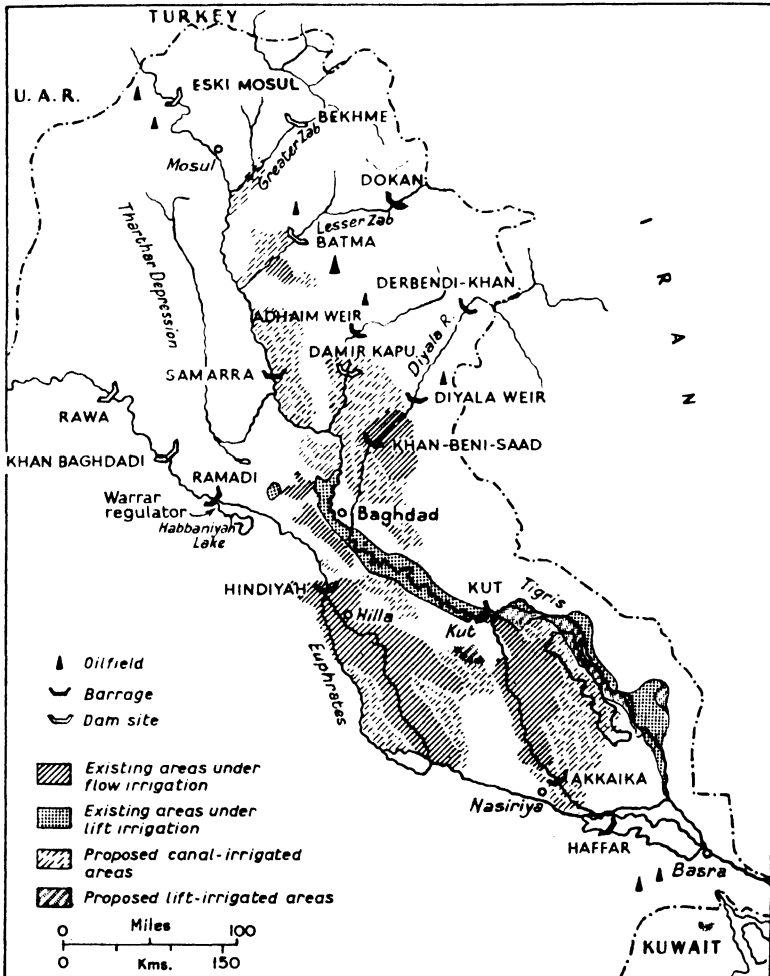 TURKEY
U. A. R.
ESKI MOSUL
BEKHME
Mosul
Greater Zab
DOKAN
Lesser Zab
BATMA
Tharthar Depression
DERBENDI-KHAN
IRAN
ADHAIM WEIR
DAMIR KAPU
Diyala R.
SAMARRA
DIYALA WEIR
RAWA
KHAN-BENI-SAAD
KHAN BAGHDADI
RAMADI
Warrar
regulator
Baghdad
Habbaniyah
Lake
HINDIYAH
KUT
Tigris
Hilla
Kut
Euphrates
Oilfield
Barrage
Dam site
AKKAIKA
Nasiriya
HAFFAR
Basra
Existing areas under
flow irrigation
Existing areas under
lift irrigation
Proposed canal-irrigated
areas
Proposed lift-irrigated areas
Miles
0 100
0 Kms. 150
KUWAIT